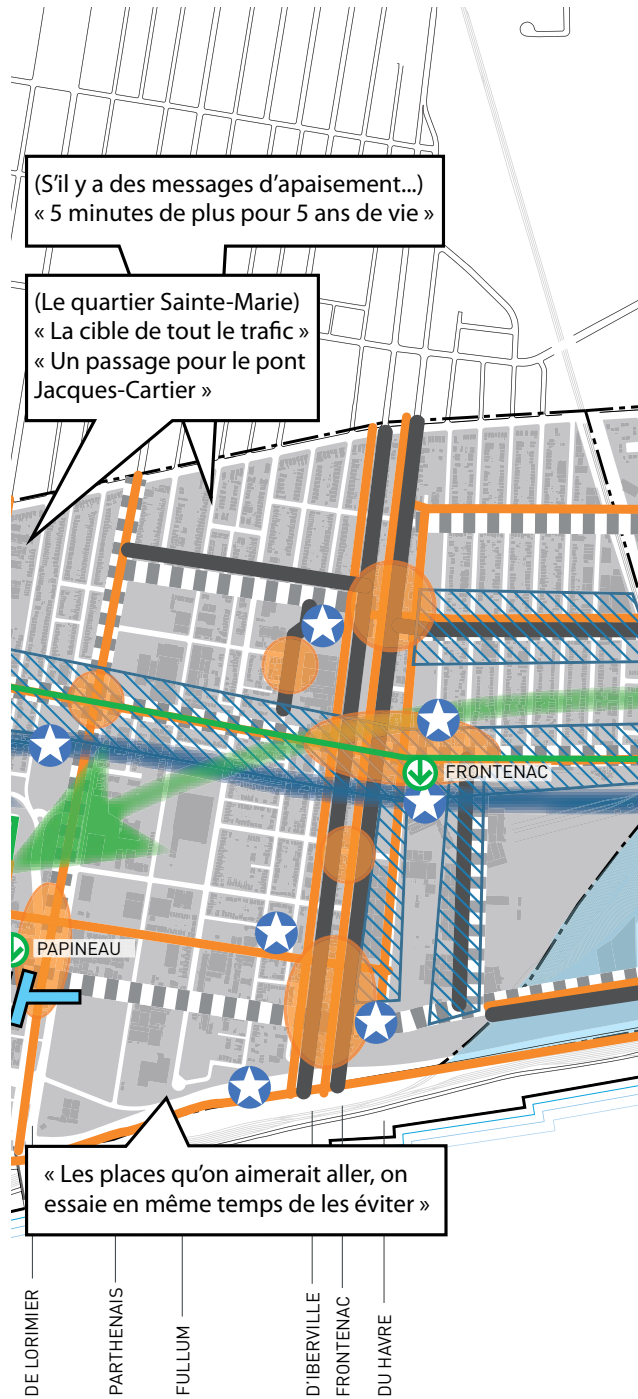 (S'il y a des messages d'apaisement...)
« 5 minutes de plus pour 5 ans de vie »
(Le quartier Sainte-Marie)
« La cible de tout le trafic »
« Un passage pour le pont
Jacques-Cartier »
FRONTENAC
PAPINEAU
« Les places qu'on aimerait aller, on
essaie en même temps de les éviter »
DE LORIMIER
PARTHENAIS
FULLUM
D'IBERVILLE
FRONTENAC
DU HAVRE